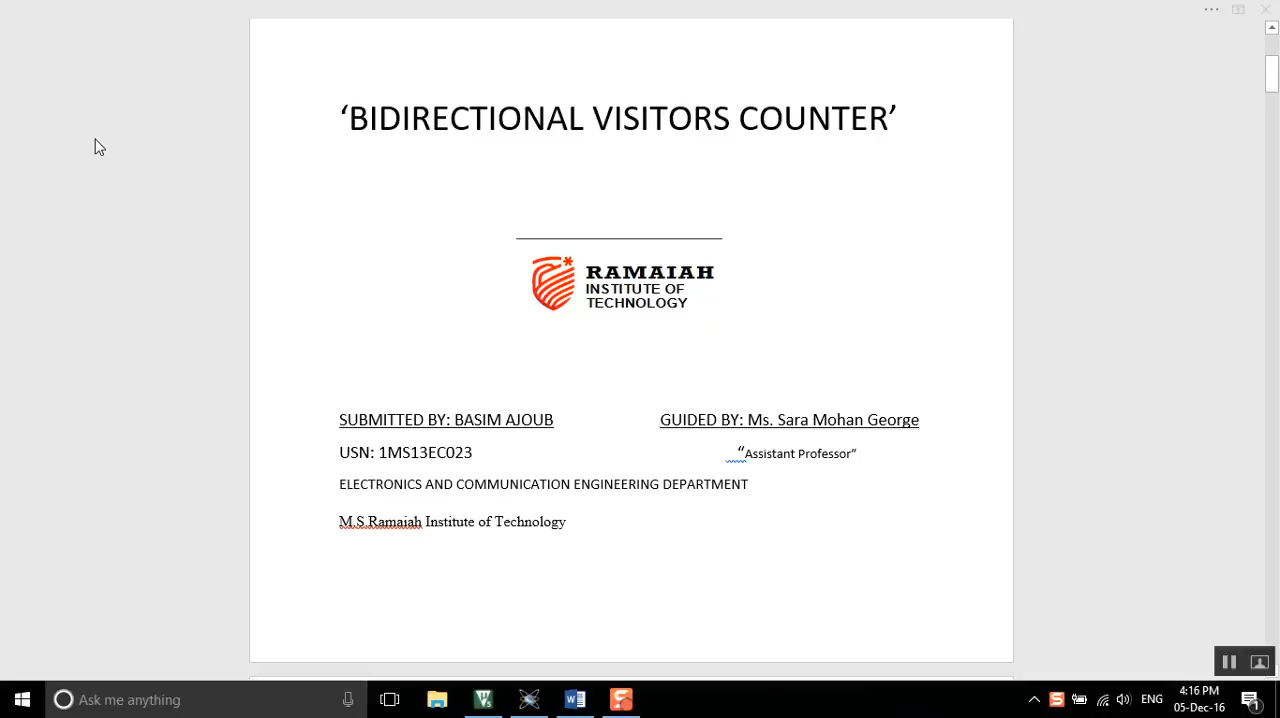 ‘BIDIRECTIONAL VISITORS COUNTER’
RAMAIAH
INSTITUTE OF
TECHNOLOGY
SUBMITTED BY: BASIM AJOUB GUIDED BY: Ms. Sara Mohan George
USN: 1MS13EC023 “Assistant Professor”
ELECTRONICS AND COMMUNICATION ENGINEERING DEPARTMENT
M.S.Ramaiah Institute of Technology
Ask me anything
ENG
4:16 PM
05-Dec-16
1